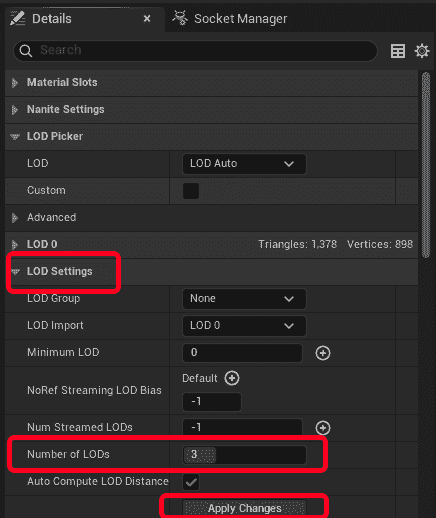 Details × Socket Manager
Search
Material Slots
Nanite Settings
LOD Picker
LOD LOD Auto
Custom
Advanced
LOD 0 Triangles: 1,378 Vertices: 898
LOD Settings
LOD Group None
LOD Import LOD 0
Minimum LOD 0
Default
NoRef Streaming LOD Bias
-1
Num Streamed LODs -1
Number of LODs 3
Auto Compute LOD Distance
Apply Changes